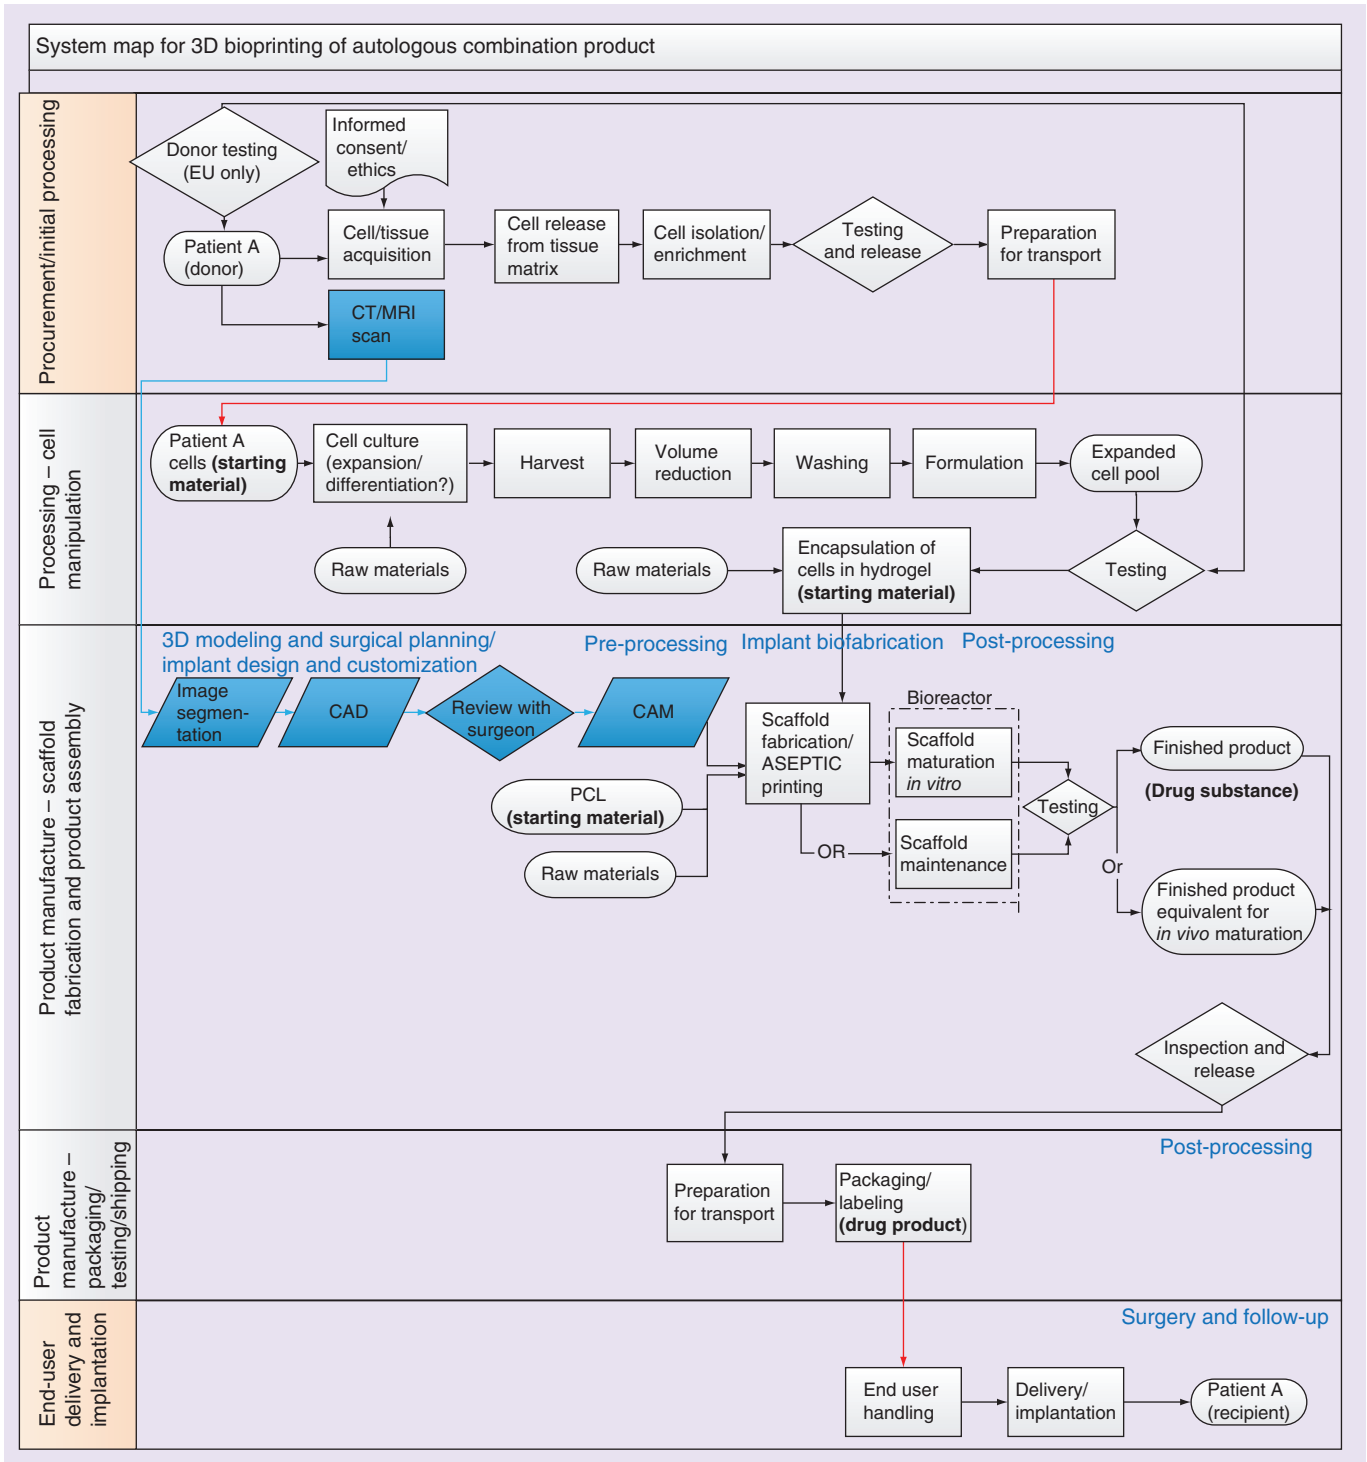 System map for 3D bioprinting of autologous combination product
Procurement/initial processing
Donor testing
(EU only)
Informed
consent/
ethics
Patient A
(donor)
Cell/tissue
acquisition
Cell release
from tissue
matrix
Cell isolation/
enrichment
Testing
and release
Preparation
for transport
CT/MRI
scan
Processing – cell
manipulation
Patient A
cells (starting
material)
Cell culture
(expansion/
differentiation?)
Harvest
Volume
reduction
Washing
Formulation
Expanded
cell pool
Raw materials
Raw materials
Encapsulation of
cells in hydrogel
(starting material)
Testing
Product manufacture – scaffold
fabrication and product assembly
3D modeling and surgical planning/
implant design and customization
Pre-processing
Implant biofabrication
Post-processing
Image
segmen-
tation
CAD
Review with
surgeon
CAM
PCL
(starting material)
Raw materials
Scaffold
fabrication/
ASEPTIC
printing
OR
Bioreactor
Scaffold
maturation
in vitro
Scaffold
maintenance
Testing
Or
Finished product
(Drug substance)
Finished product
equivalent for
in vivo maturation
Inspection and
release
Product
manufacture –
packaging/
testing/shipping
Post-processing
Preparation
for transport
Packaging/
labeling
(drug product)
End-user
delivery and
implantation
Surgery and follow-up
End user
handling
Delivery/
implantation
Patient A
(recipient)